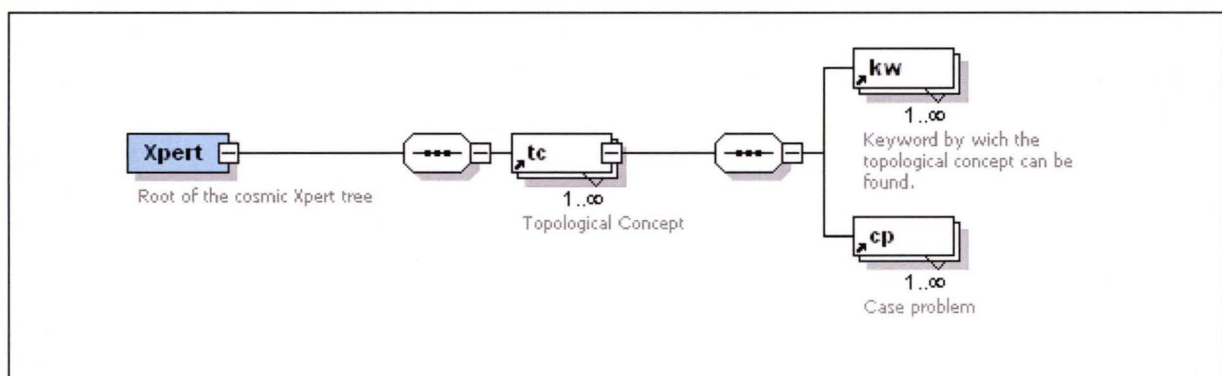 Xpert
Root of the cosmic Xpert tree
tc
1..∞
Topological Concept
kw
1..∞
Keyword by wich the
topological concept can be
found.
cp
1..∞
Case problem